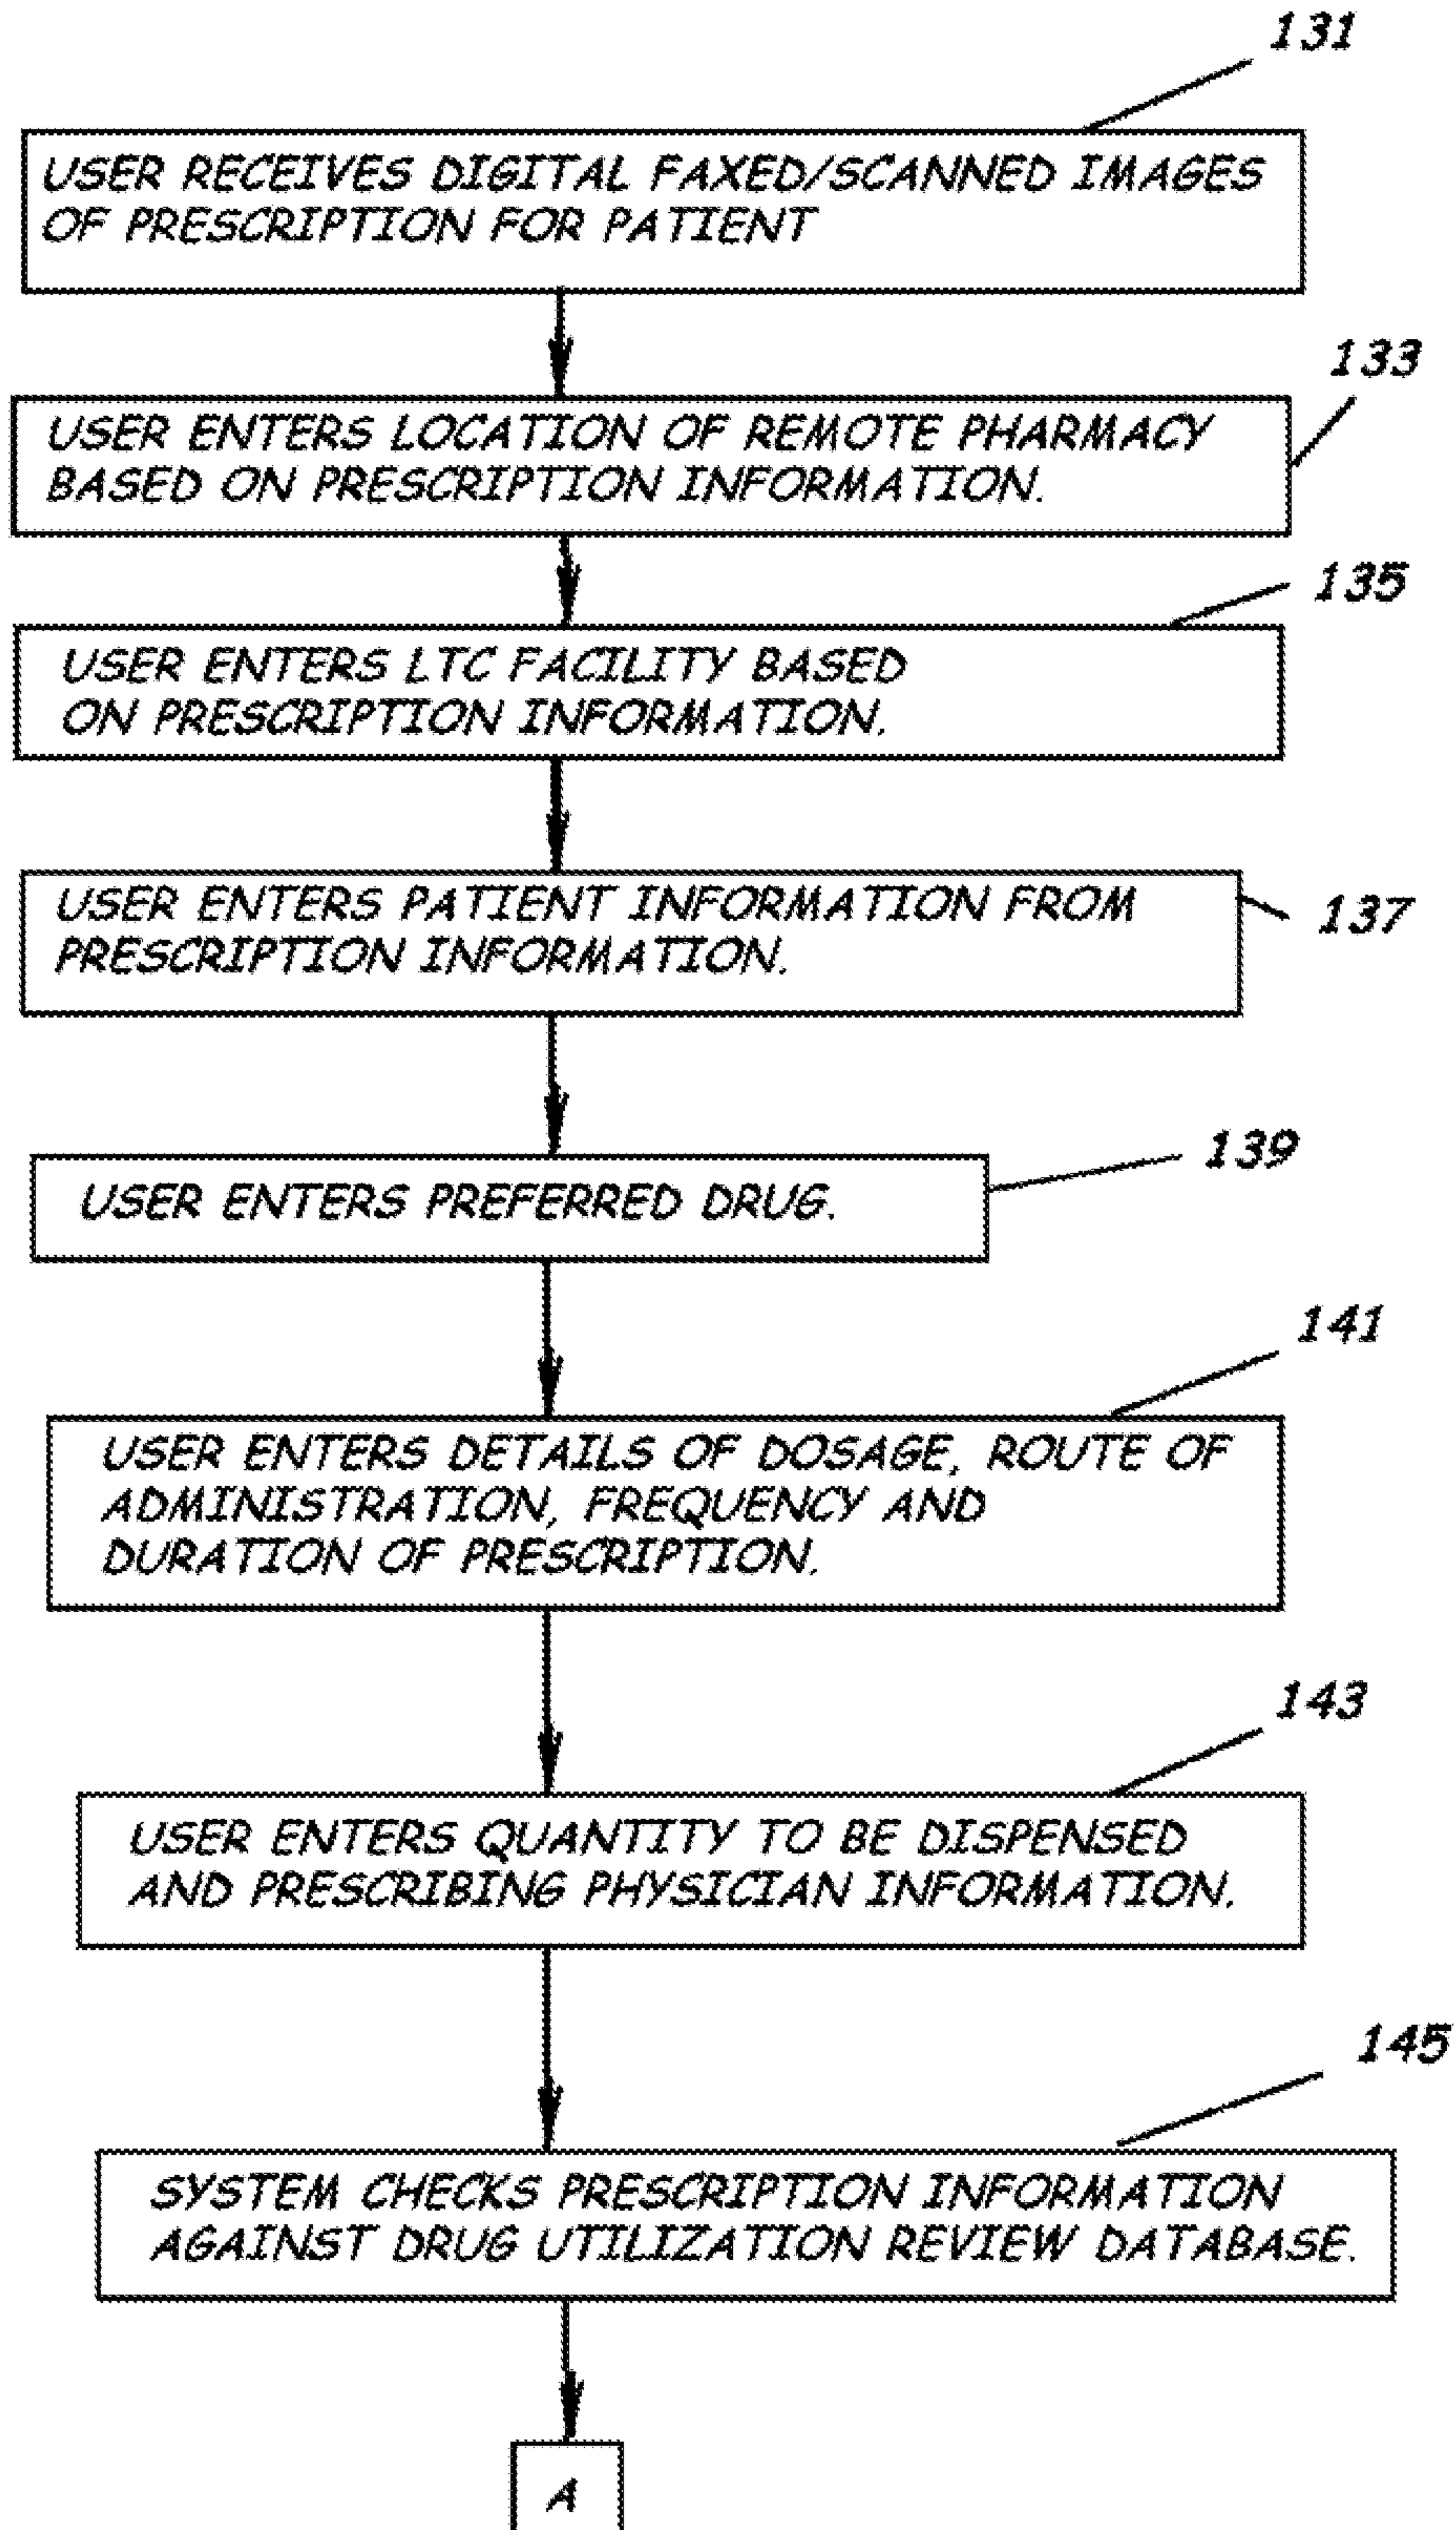 131
USER RECEIVES DIGITAL FAXED/SCANNED IMAGES
OF PRESCRIPTION FOR PATIENT
133
USER ENTERS LOCATION OF REMOTE PHARMACY
BASED ON PRESCRIPTION INFORMATION.
135
USER ENTERS LTC FACILITY BASED
ON PRESCRIPTION INFORMATION.
USER ENTERS PATIENT INFORMATION FROM
137
PRESCRIPTION INFORMATION.
139
USER ENTERS PREFERRED DRUG.
141
USER ENTERS DETAILS OF DOSAGE, ROUTE OF
ADMINISTRATION, FREQUENCY AND
DURATION OF PRESCRIPTION.
143
USER ENTERS QUANTITY TO BE DISPENSED
AND PRESCRIBING PHYSICIAN INFORMATION.
145
SYSTEM CHECKS PRESCRIPTION INFORMATION
AGAINST DRUG UTILIZATION REVIEW DATABASE.
A